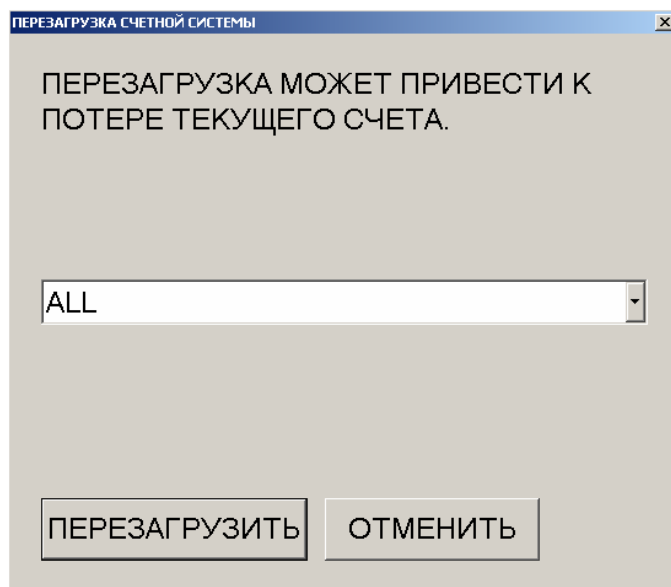 ПЕРЕЗАГРУЗКА СЧЕТНОЙ СИСТЕМЫ
ПЕРЕЗАГРУЗКА МОЖЕТ ПРИВЕСТИ К
ПОТЕРЕ ТЕКУЩЕГО СЧЕТА.
ALL
ПЕРЕЗАГРУЗИТЬ ОТМЕНИТЬ